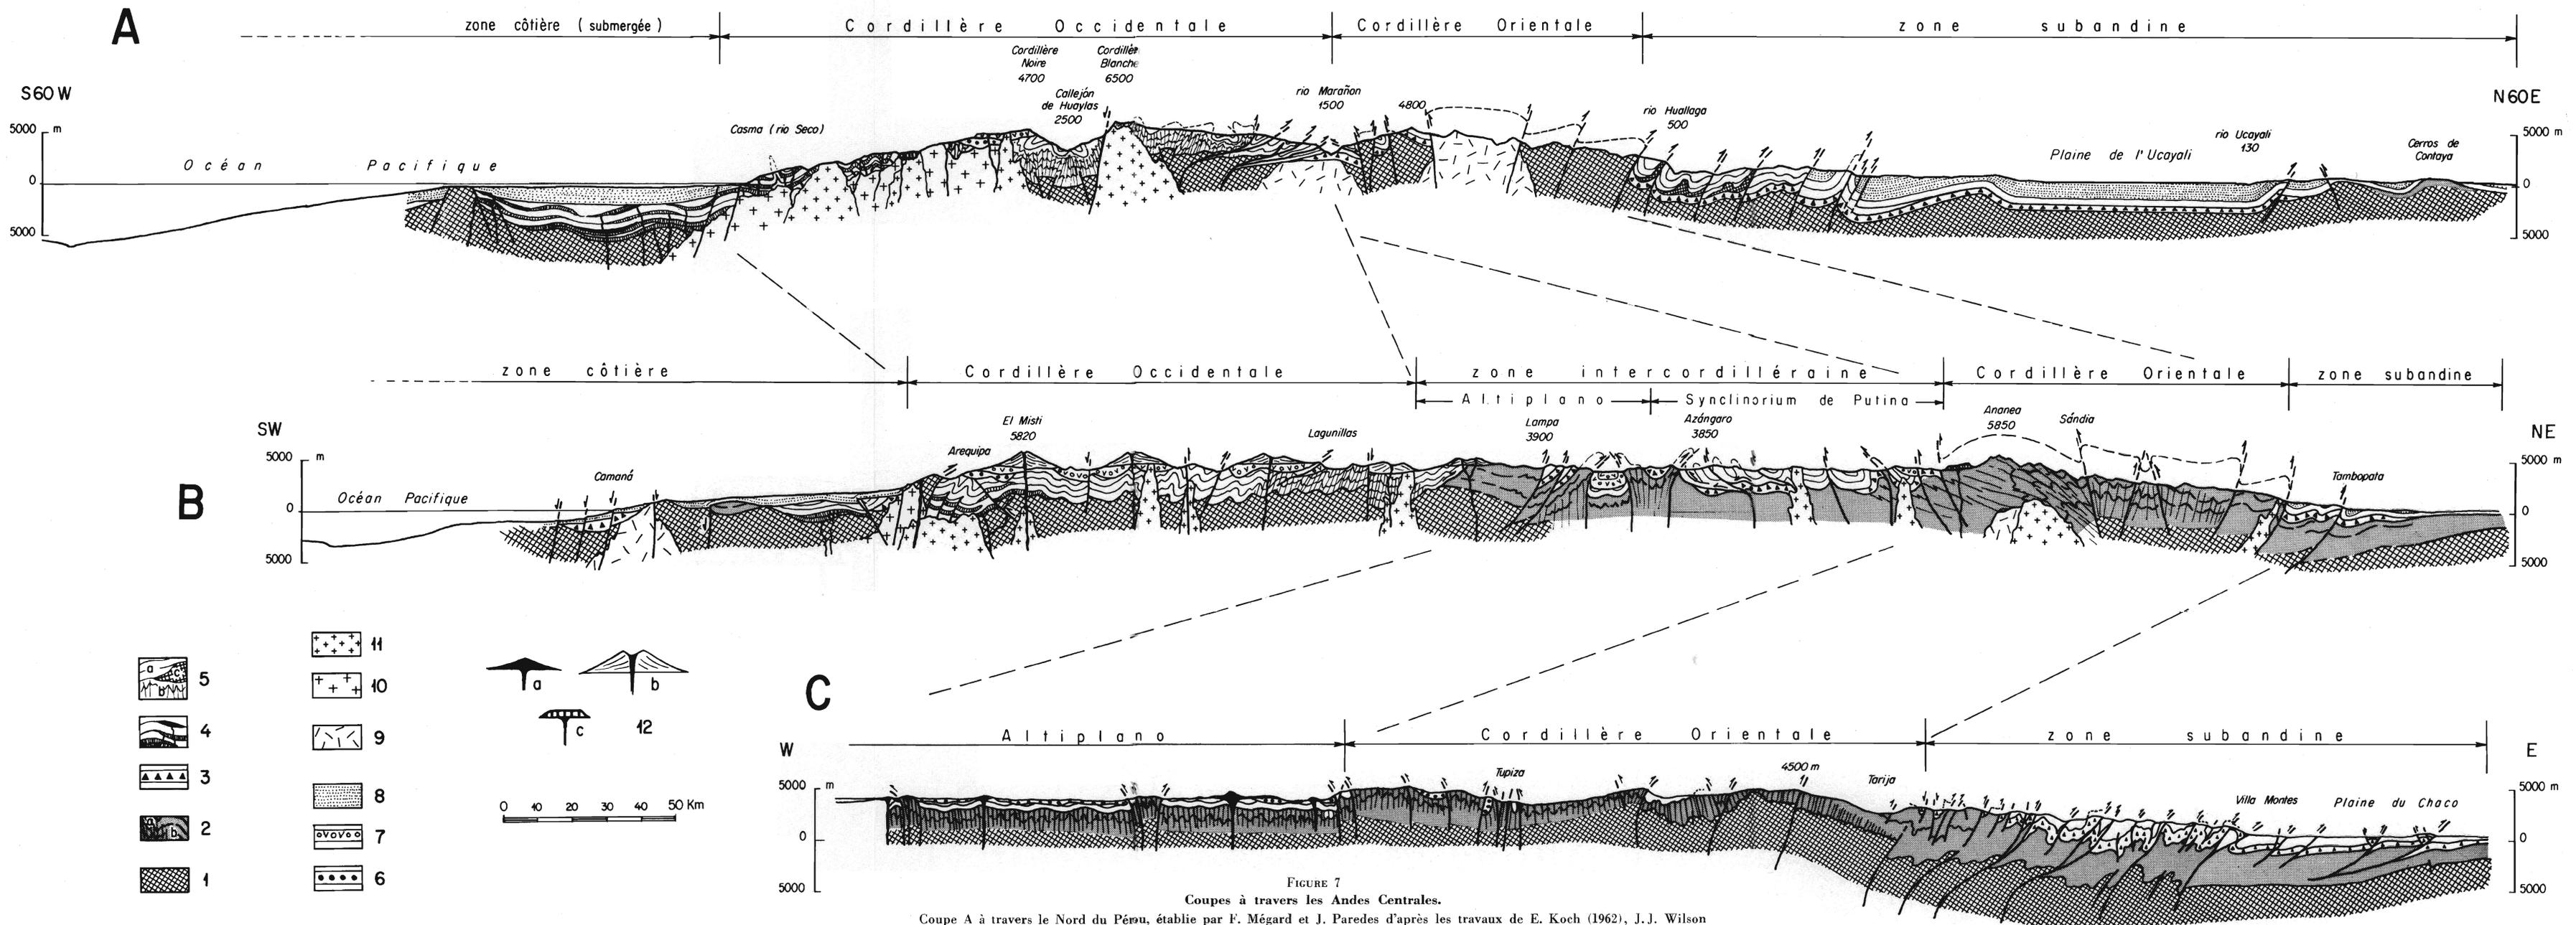 A
zone côtière ( submergée )
Cordillère Occidentale
Cordillère Orientale
zone subandine
Cordillère
Noire
4700
Cordillère
Blanche
6500
Callejón
de Huaylas
2500
Casma ( rio Seco )
rio Marañon
1500
4800
rio Huallaga
500
Plaine de l'Ucayali
rio Ucayali
130
Cerros de
Contaya
S60W
N60E
5000 m
0
5000
Océan Pacifique
5000 m
0
5000
B
zone côtière
Cordillère Occidentale
zone intercordilléraine
Cordillère Orientale
zone subandine
Altiplano
Synclinorium de Putina
SW
NE
El Misti
5820
Arequipa
Camaná
Lagunillas
Lampa
3900
Azángaro
3850
Ananea
5850
Sándia
Tambopata
5000 m
0
5000
Océan Pacifique
5000 m
0
5000
C
Altiplano
Cordillère Orientale
zone subandine
W
E
Tupiza
4500 m
Tarija
Villa Montes
Plaine du Chaco
5000 m
0
5000
5000 m
0
5000
a
b
c
5
4
3
a
b
2
1
11
10
9
8
7
6
a
b
c
12
0 10 20 30 40 50 Km
FIGURE 7
Coupes à travers les Andes Centrales.
Coupe A à travers le Nord du Pérou, établie par F. Mégard et J. Paredes d'après les travaux de E. Koch (1962), J. J. Wilson